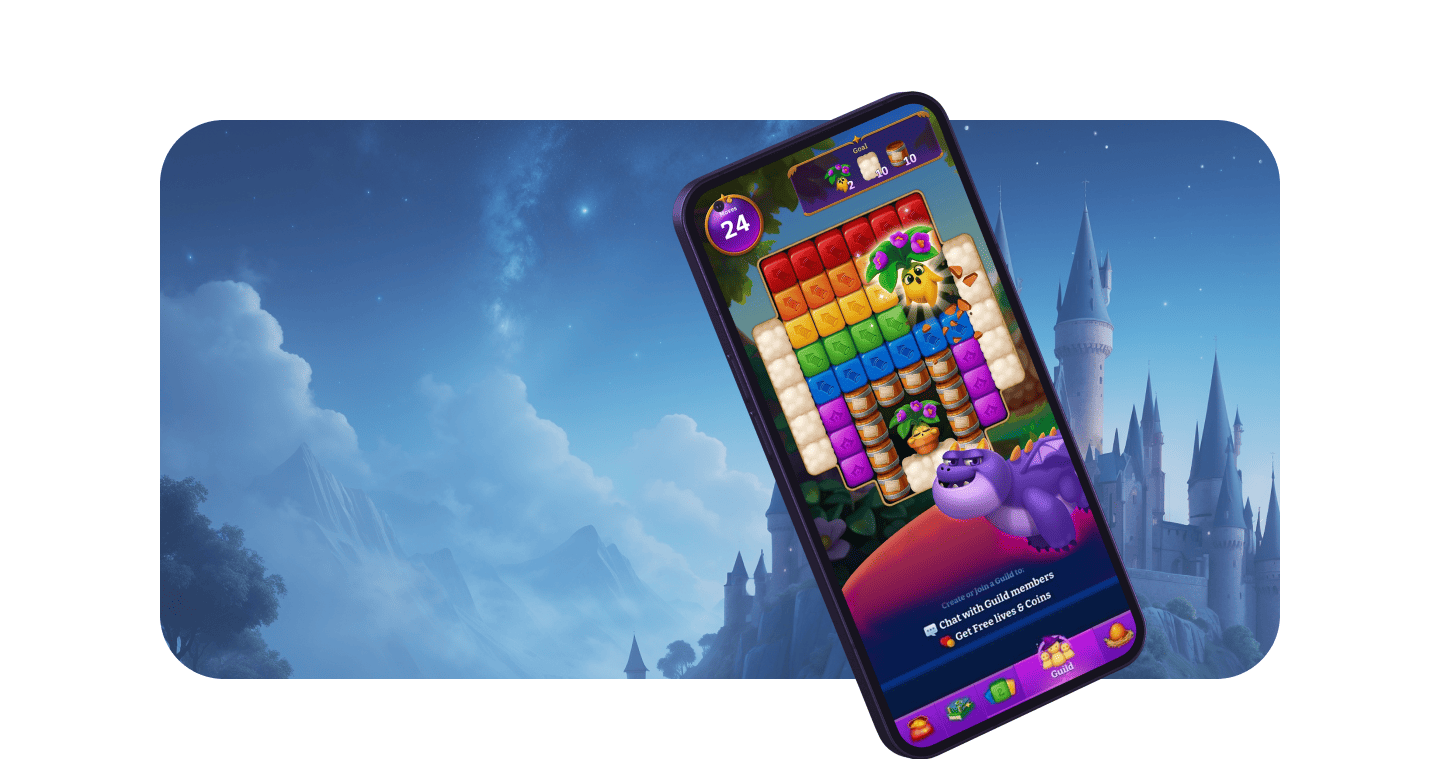 Goal
2
10
10
Moves
24
Create or Join a Guild to:
Chat with Guild members
Get Free lives & Coins
2
Guild